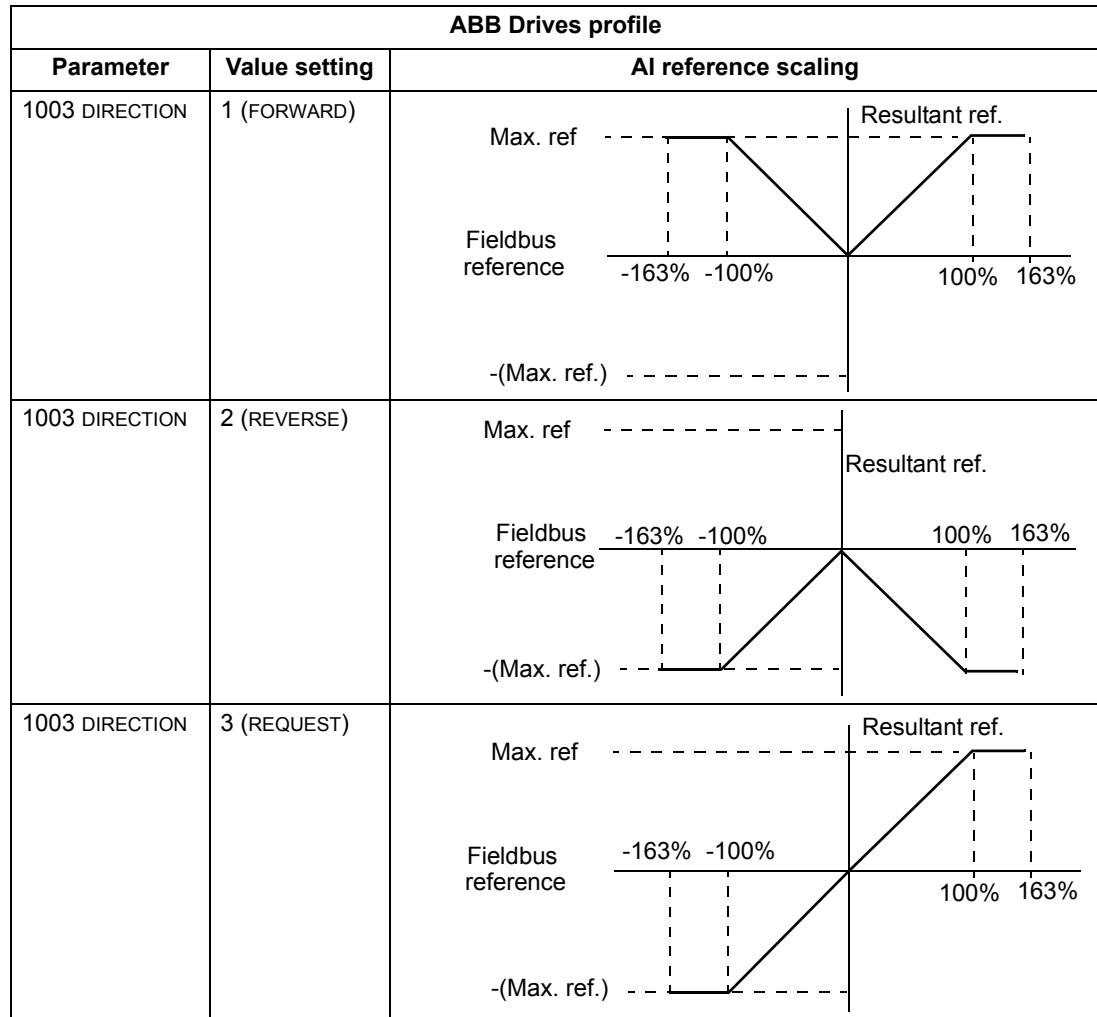 ABB Drives profile
Parameter Value setting AI reference scaling
1003 DIRECTION 1 (FORWARD)
Resultant ref.
Max. ref
Fieldbus
reference
-163% -100% 100% 163%
-(Max. ref.)
1003 DIRECTION 2 (REVERSE)
Max. ref
Resultant ref.
Fieldbus
reference
-163% -100% 100% 163%
-(Max. ref.)
1003 DIRECTION 3 (REQUEST)
Resultant ref.
Max. ref
-163% -100%
Fieldbus
reference
100% 163%
-(Max. ref.)